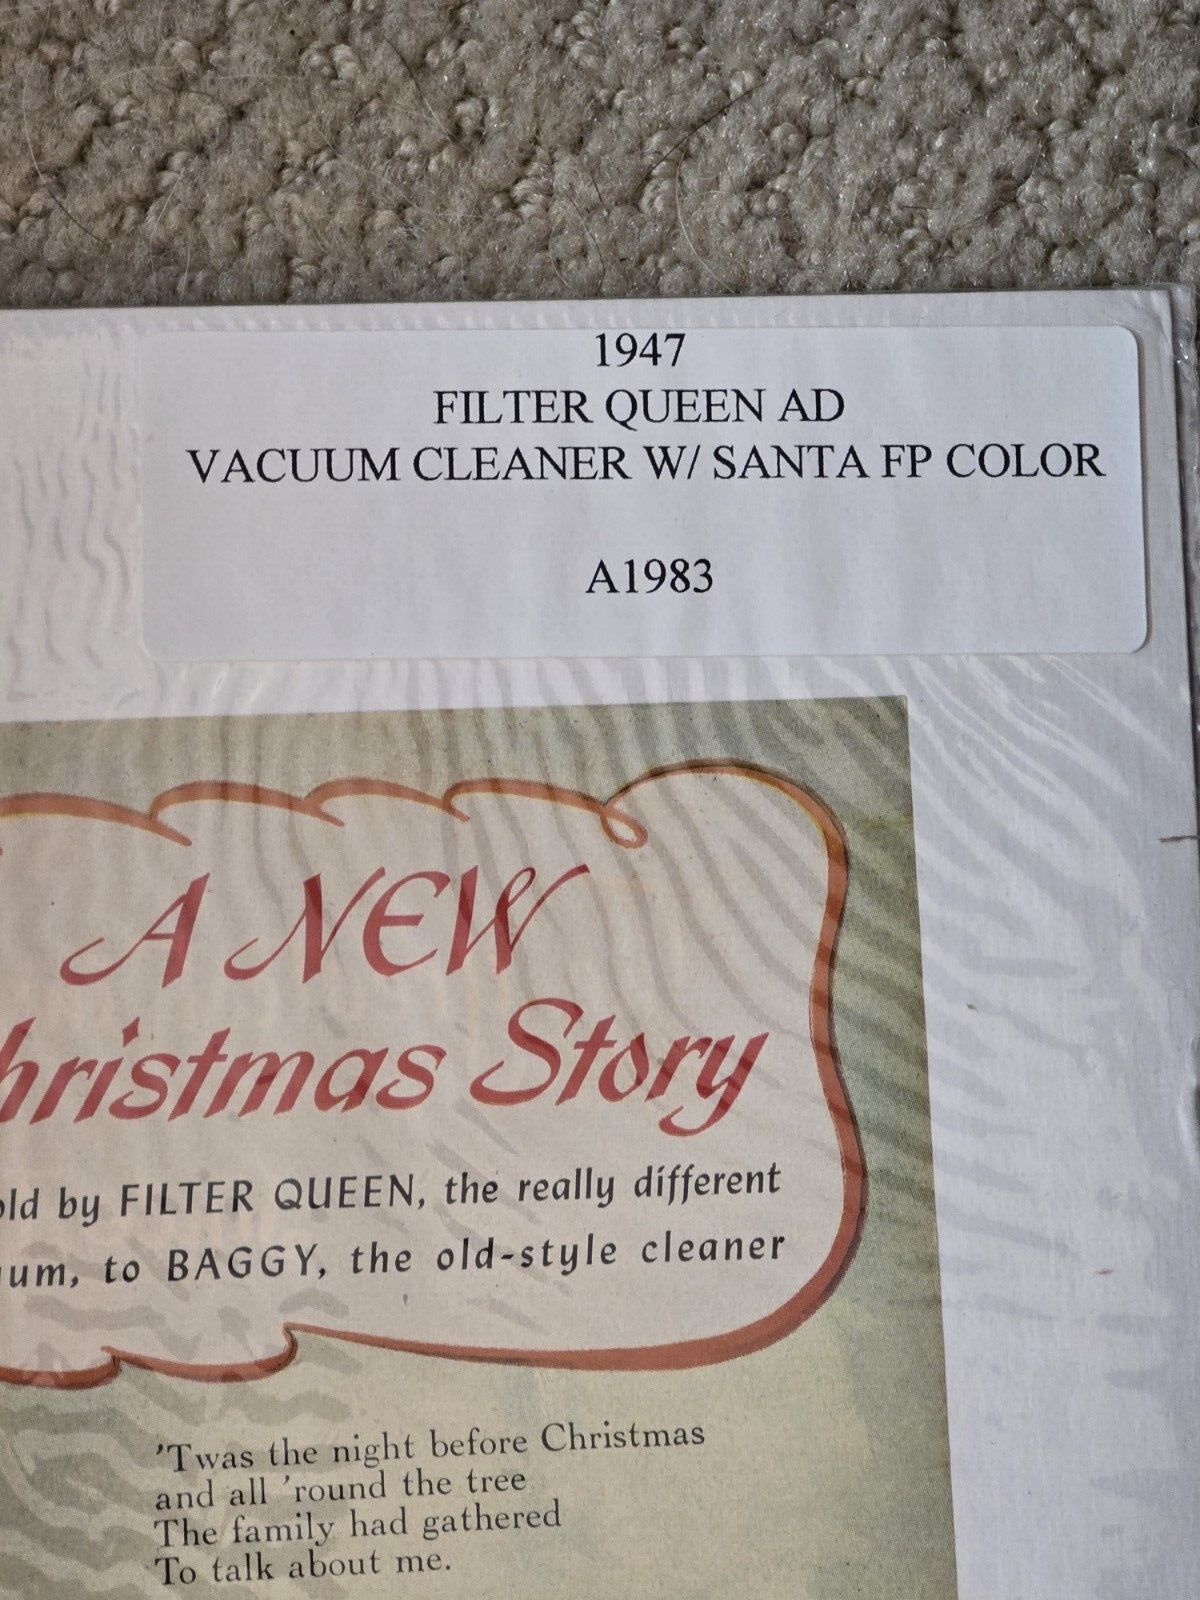 1947
FILTER QUEEN AD
VACUUM CLEANER W/ SANTA FP COLOR
A1983
A NEW
hristmas Story
old by FILTER QUEEN, the really different
uum, to BAGGY, the old-style cleaner
'Twas the night before Christmas
and all 'round the tree
The family had gathered
To talk about me.